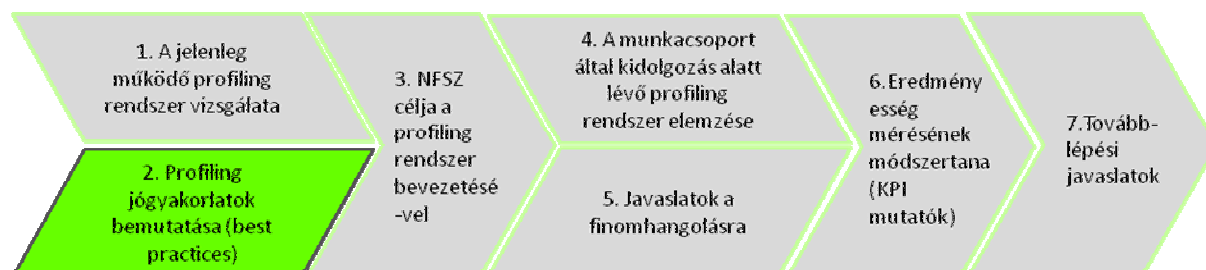 1. A jelenleg
működő profiling
rendszer vizsgálata
2. Profiling
jógyakorlatok
bemutatása (best
practices)
3. NFSZ
célja a
profiling
rendszer
bevezetésé
-vel
4. A munkacsoport
által kidolgozás alatt
lévő profiling
rendszer elemzése
5. Javaslatok a
finomhangolásra
6.Eredmény
esség
mérésének
módszertana
(KPI
mutatók)
7.Tovább-
lépési
javaslatok